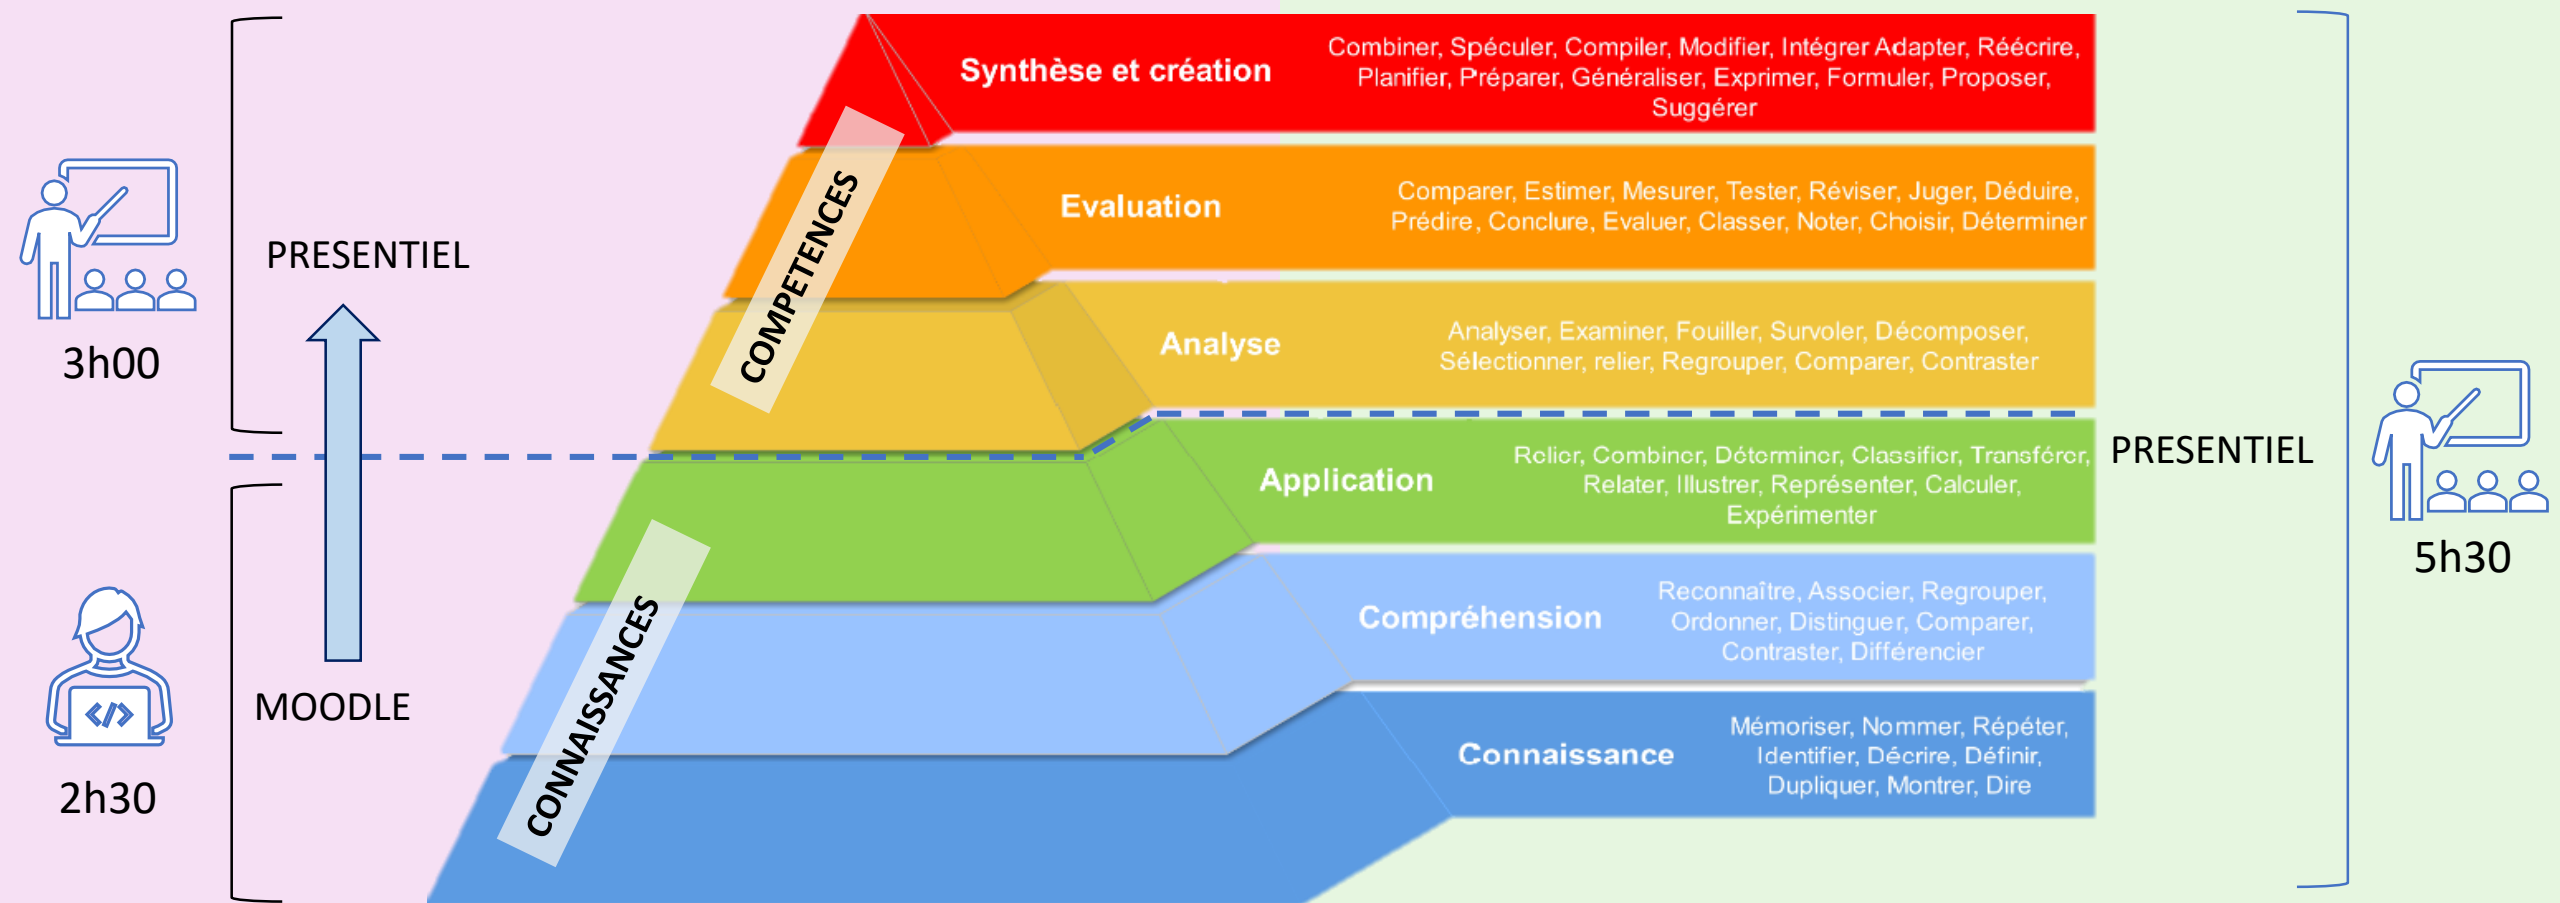 Synthèse et création
Combiner, Spéculer, Compiler, Modifier, Intégrer Adapter, Réécrire,
Planifier, Préparer, Généraliser, Exprimer, Formuler, Proposer,
Suggérer
Evaluation
Comparer, Estimer, Mesurer, Tester, Réviser, Juger, Déduire,
Prédire, Conclure, Evaluer, Classer, Noter, Choisir, Déterminer
Analyse
Analyser, Examiner, Fouiller, Survoler, Décomposer,
Sélectionner, relier, Regrouper, Comparer, Contraster
Application
Relier, Combiner, Déterminer, Classifier, Transférer,
Relater, Illustrer, Représenter, Calculer,
Expérimenter
Compréhension
Reconnaître, Associer, Regrouper,
Ordonner, Distinguer, Comparer,
Contraster, Différencier
Connaissance
Mémoriser, Nommer, Répéter,
Identifier, Décrire, Définir,
Dupliquer, Montrer, Dire
COMPETENCES
CONNAISSANCES
PRESENTIEL
3h00
MOODLE
2h30
PRESENTIEL
5h30